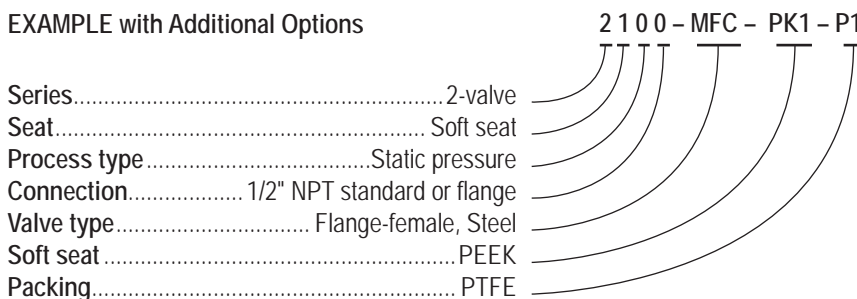 EXAMPLE with Additional Options 2 1 0 0 – MFC – PK1 – P1
Series.............................................................2-valve
Seat............................................................. Soft seat
Process type.....................................Static pressure
Connection................... 1/2" NPT standard or flange
Valve type................................ Flange-female, Steel
Soft seat..........................................................PEEK
Packing............................................................ PTFE